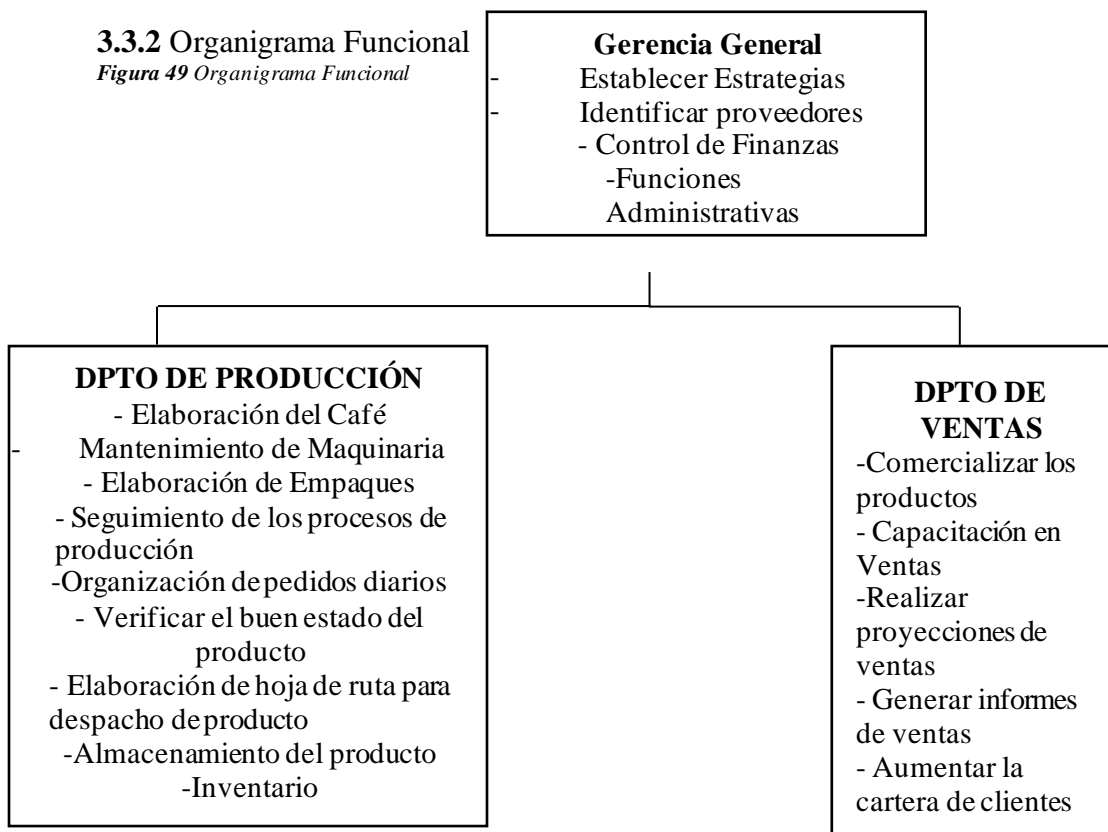 3.3.2 Organigrama Funcional
Figura 49 Organigrama Funcional
Gerencia General
- Establecer Estrategias
- Identificar proveedores
- Control de Finanzas
-Funciones
Administrativas
DPTO DE PRODUCCIÓN
- Elaboración del Café
- Mantenimiento de Maquinaria
- Elaboración de Empaques
- Seguimiento de los procesos de
producción
-Organización de pedidos diarios
- Verificar el buen estado del
producto
- Elaboración de hoja de ruta para
despacho de producto
-Almacenamiento del producto
-Inventario
DPTO DE
VENTAS
-Comercializar los
productos
- Capacitación en
Ventas
-Realizar
proyecciones de
ventas
- Generar informes
de ventas
- Aumentar la
cartera de clientes